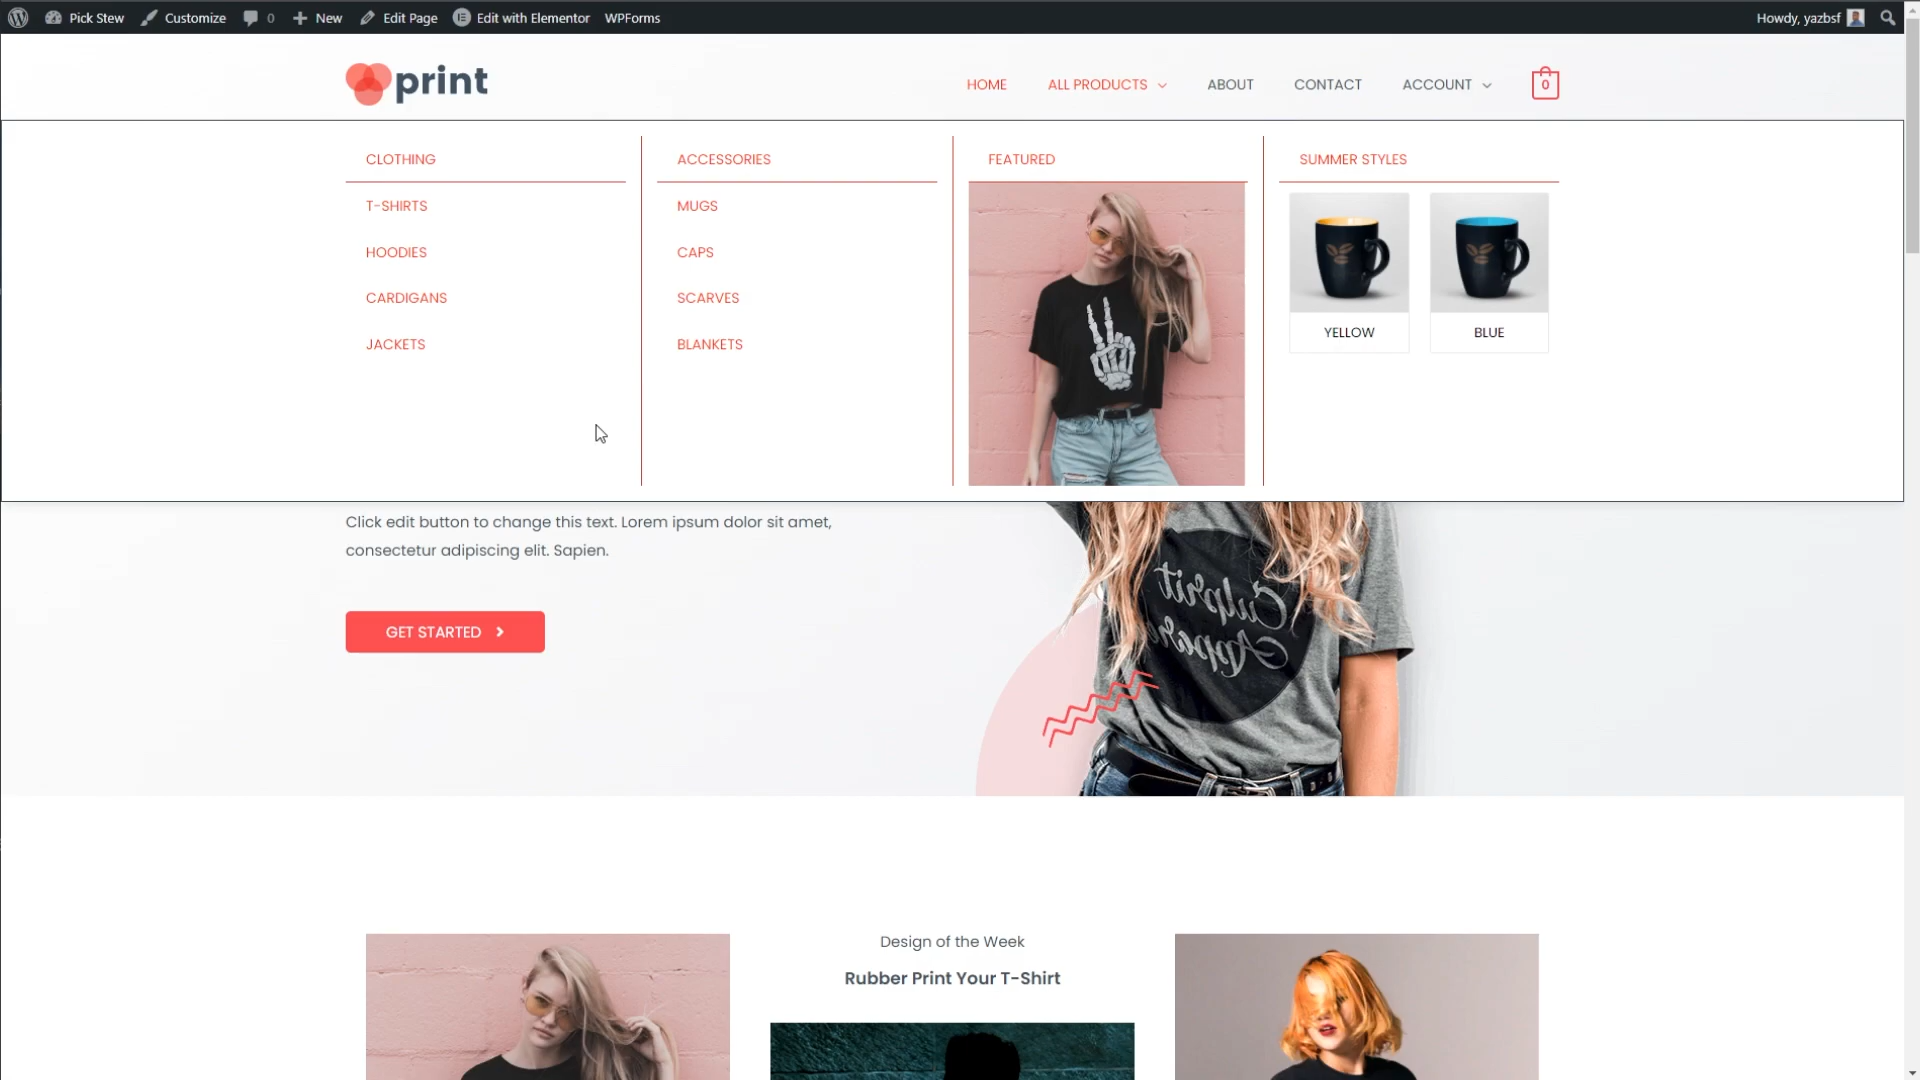 Pick Stew Customize 0 New Edit Page Edit with Elementor WPForms Howdy, yazbsf
print HOME ALL PRODUCTS ABOUT CONTACT ACCOUNT 0
CLOTHING ACCESSORIES FEATURED SUMMER STYLES
T-SHIRTS MUGS
HOODIES CAPS
CARDIGANS SCARVES
YELLOW BLUE
JACKETS BLANKETS
Click edit button to change this text. Lorem ipsum dolor sit amet,
consectetur adipiscing elit. Sapien.
Culprit
Apparel
GET STARTED
Design of the Week
Rubber Print Your T-Shirt